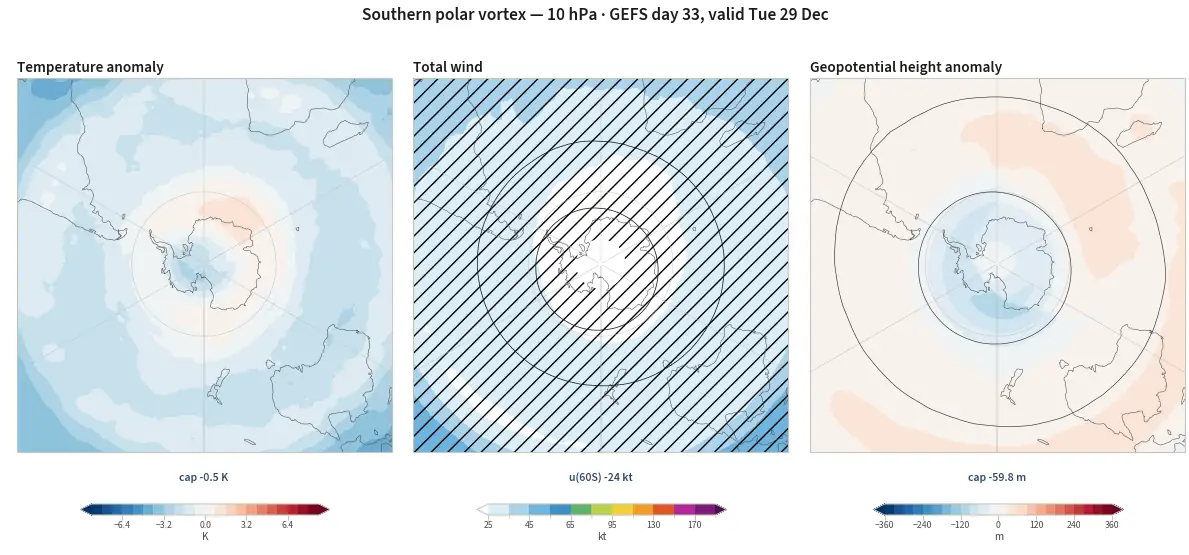 Southern polar vortex — 10 hPa · GEFS day 33, valid Tue 29 Dec
Temperature anomaly
Total wind
Geopotential height anomaly
cap -0.5 K
u(60S) -24 kt
cap -59.8 m
−6.4 −3.2 0.0 3.2 6.4
K
25 45 65 95 130 170
kt
−360 −240 −120 0 120 240 360
m